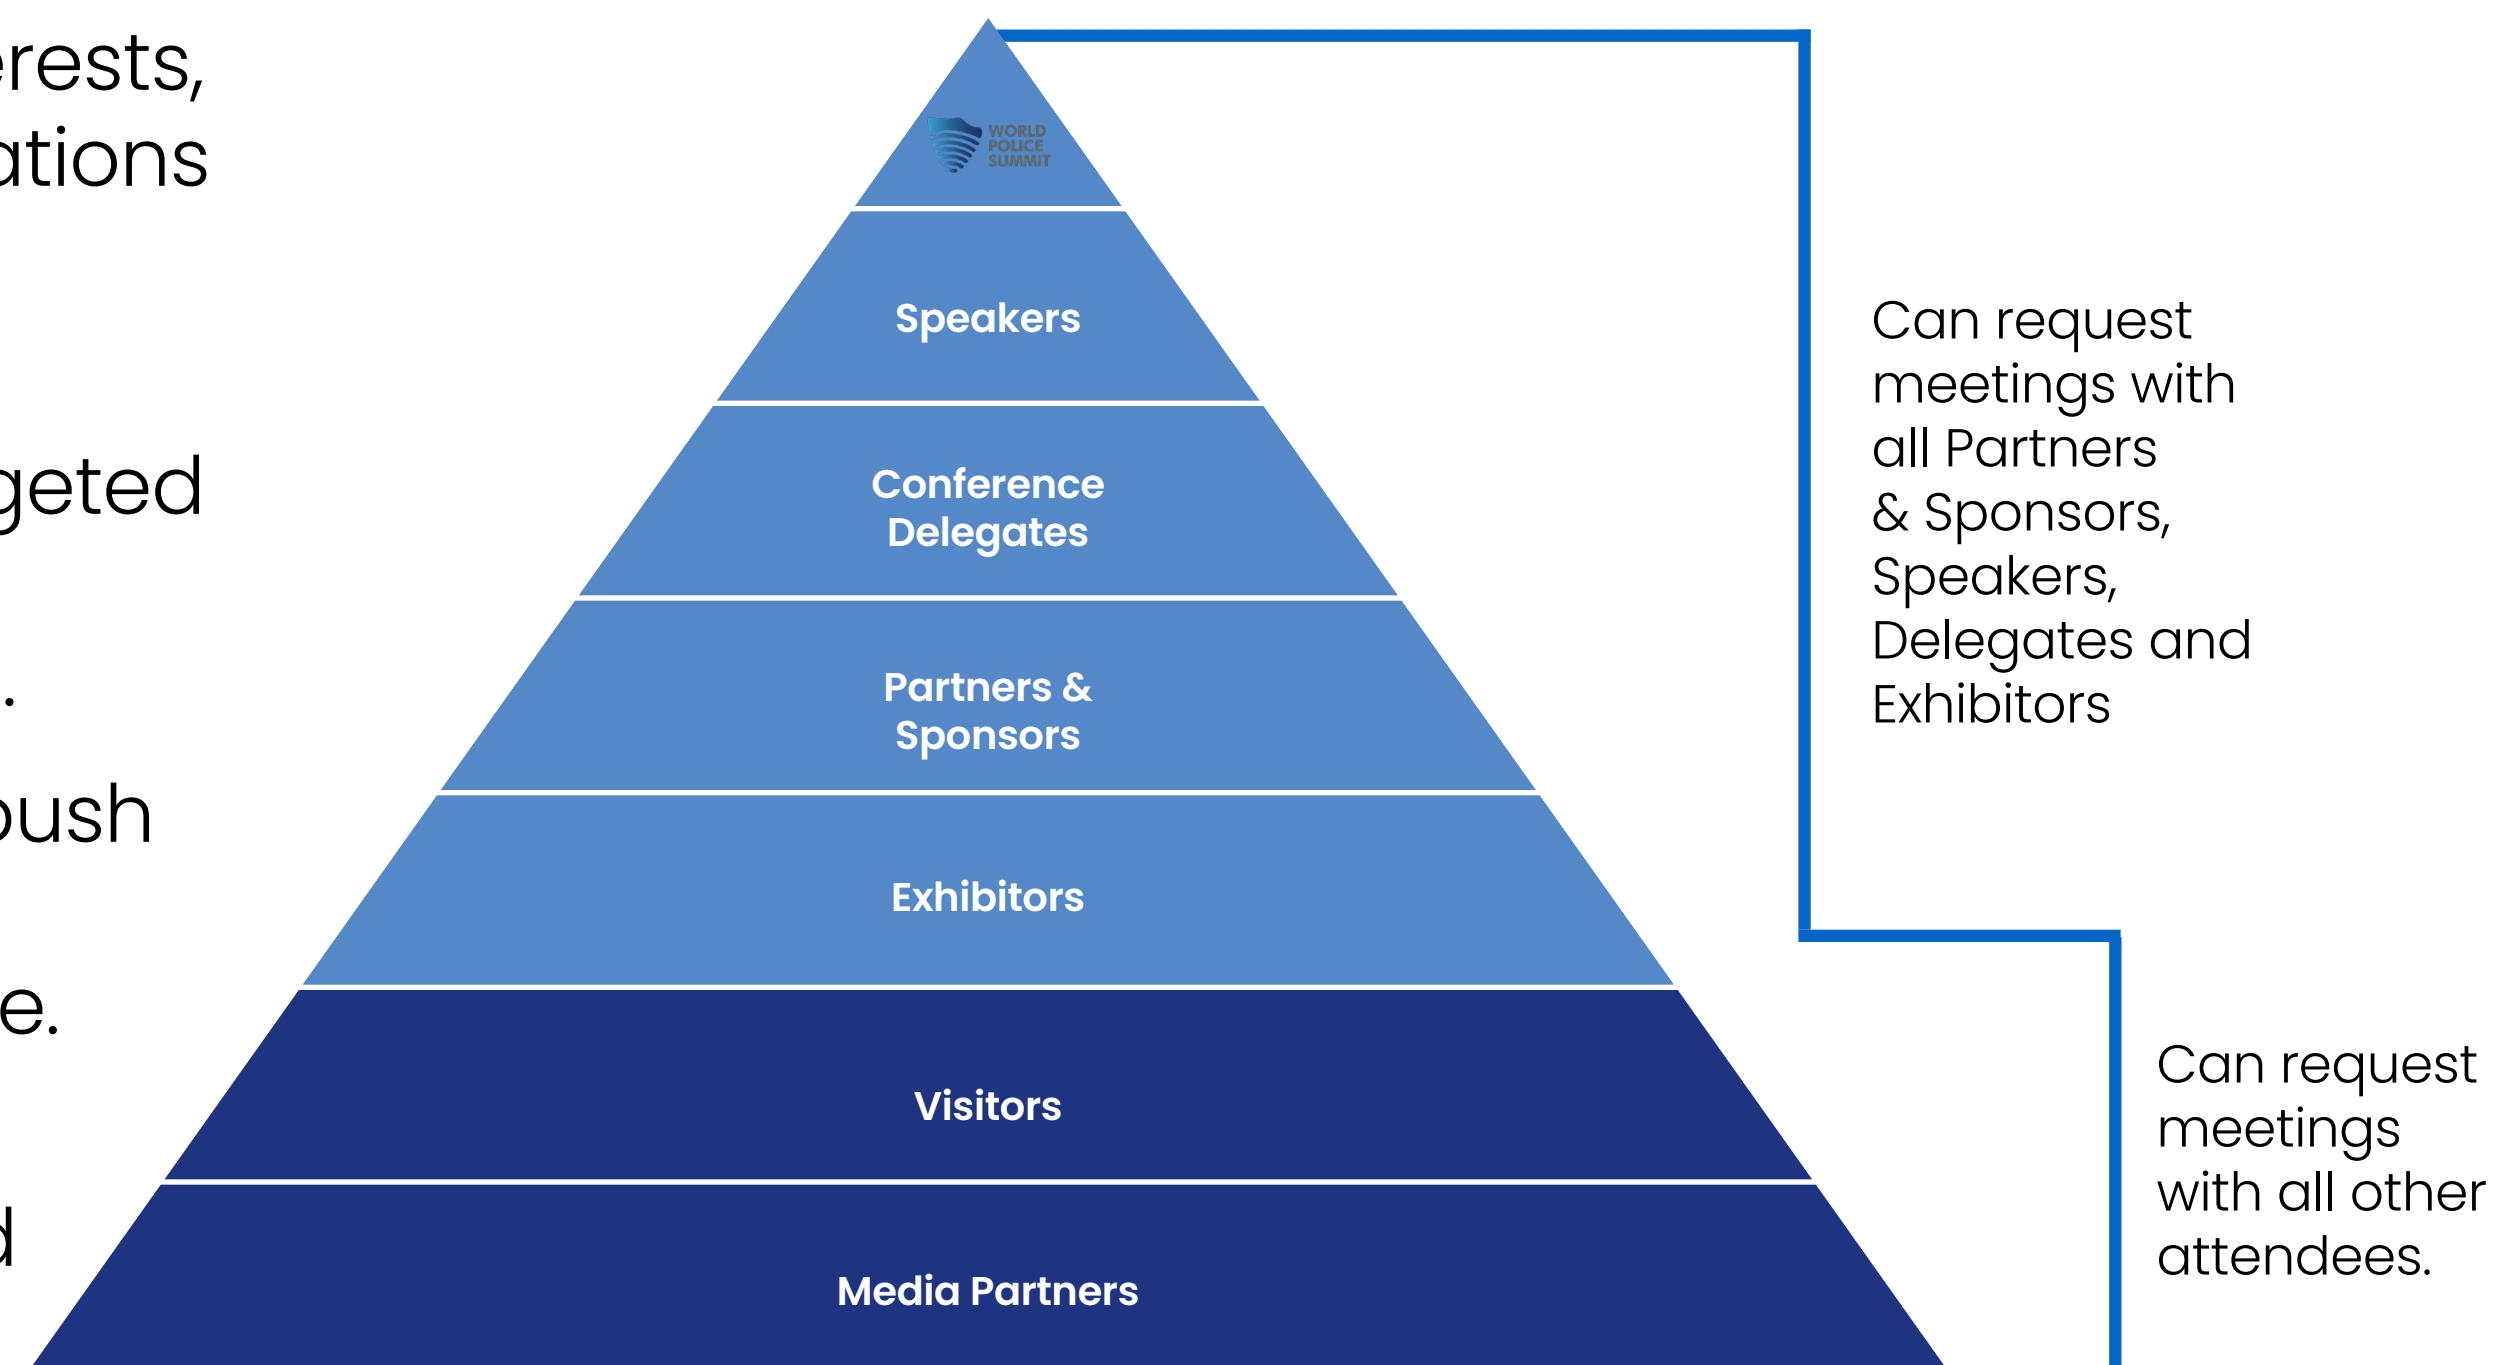 erests,
ations
geted
.
oush
e.
d
WORLD
POLICE
SUMMIT
Speakers
Conference
Delegates
Partners &
Sponsors
Exhibitors
Visitors
Media Partners
Can request
meetings with
all Partners
& Sponsors,
Speakers,
Delegates and
Exhibitors
Can request
meetings
with all other
attendees.